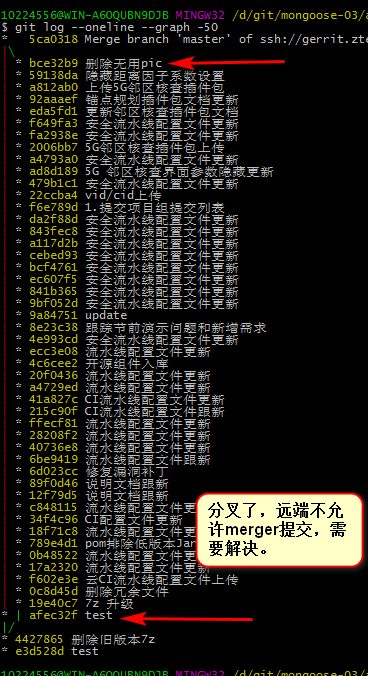 10224556@WIN-A6OQUBN9DJB MINGW32 /d/git/mongoose-03/a
$ git log --oneline --graph -50
* 5ca0318 Merge branch 'master' of ssh://gerrit.zte
|\
| * bce32b9 删除无用pic
| * 59138da 隐藏距离因子系数设置
| * a812ab0 上传5G邻区核查插件包
| * 92aaaef 锚点规划插件包文档更新
| * eda5fd1 更新邻区核查插件包文档
| * f649fa3 安全流水线配置文件更新
| * fa2938e 安全流水线配置文件更新
| * 2006bb7 5G邻区核查插件包上传
| * a4793a0 安全流水线配置文件更新
| * ad8d189 5G 邻区核查界面参数隐藏更新
| * 479b1c1 安全流水线配置文件更新
| * 22ccba4 vid/cid上传
| * f6e789d 1.提交项目组提交列表
| * da2f88d 安全流水线配置文件更新
| * 843fec8 安全流水线配置文件更新
| * a117d2b 安全流水线配置文件更新
| * cebed93 安全流水线配置文件更新
| * bcf4761 安全流水线配置文件更新
| * ec607f5 安全流水线配置文件更新
| * 841b365 安全流水线配置文件更新
| * 9bf052d 安全流水线配置文件更新
| * 9a84751 update
| * 8e23c38 跟踪节前演示问题和新增需求
| * 4e993cd 安全流水线配置文件更新
| * ecc3e08 流水线配置文件更新
| * 4c6cee2 开源组件入库
| * 20f0436 流水线配置文件更新
| * a4729ed 流水线配置文件更新
| * 41a827c CI流水线配置文件更新
| * 215c90f CI流水线配置文件跟新
| * ffecf81 流水线配置文件更新
| * 28208f2 流水线配置文件更新
| * 40736e8 流水线配置文件更新
| * 6be9419 流水线配置文件跟新
| * 6d023cc 修复漏洞补丁
| * 89f0d46 说明文档跟新
| * 12f79d5 说明文档跟新
| * c848115 流水线配置文件更
| * 34f4c96 CI配置文件更新
| * 18f71c8 流水线配置文件更
| * 789e4d1 pom排除低版本Jar
| * 0b48522 流水线配置文件更
| * 17a2320 流水线配置文件更
| * f602e3e 云CI流水线配置文件上传
| * 0c8d45d 删除冗余文件
| * 19e40c7 7z 升级
* | afec32f test
|/
* 4427865 删除旧版本7z
* e3d528d test
10224556@WIN-A6OQUBN9DJB MINGW32 /d/git/mongoose-03/a
分叉了，远端不允
许merger提交，需
要解决。